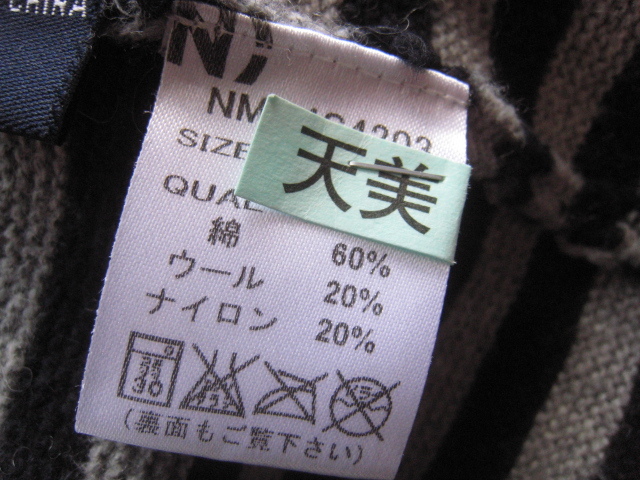 CHINA
NM
SIZE
天美
QUAL
綿 60%
ウール 20%
ナイロン 20%
(裏面もご覧下さい)